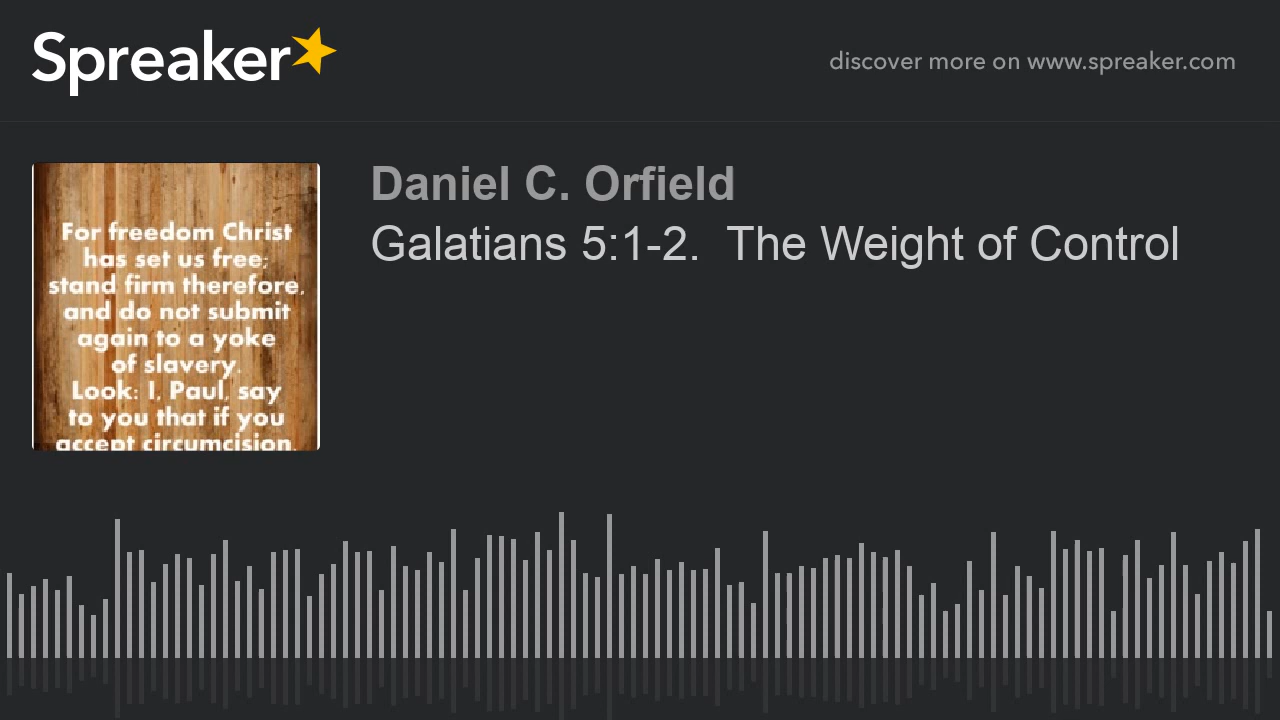 Spreaker
discover more on www.spreaker.com
Daniel C. Orfield
Galatians 5:1-2.  The Weight of Control
For freedom Christ
has set us free;
stand firm therefore,
and do not submit
again to a yoke
of slavery.
Look: I, Paul, say
to you that if you
accept circumcision,